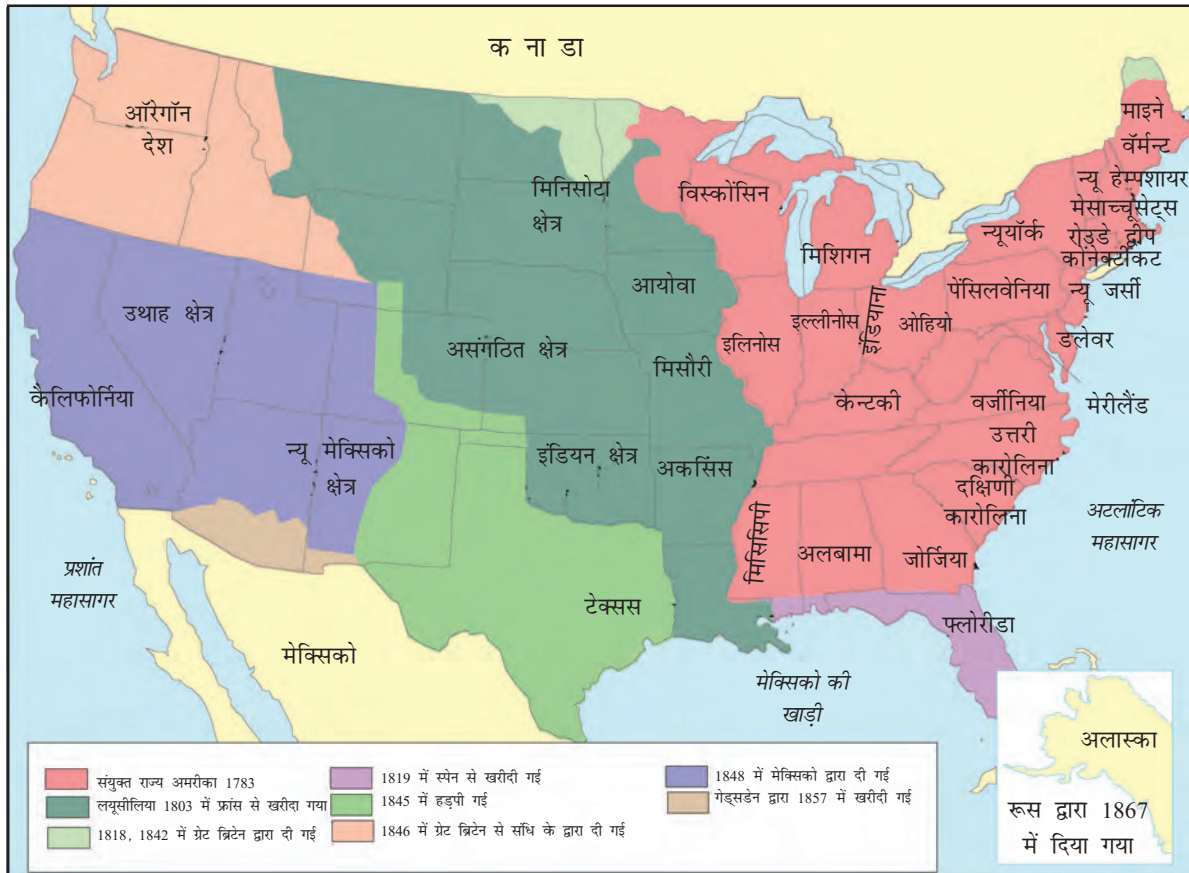 क ना डा
ऑरेगॉन
देश
माइने
वॅर्मन्ट
न्यू हेम्पशायर
मेसाच्चूसेट्स
रोउडे द्वीप
कोनेक्टीकट
न्यूयॉर्क
मिनिसोटा
क्षेत्र
विस्कोंसिन
मिशिगन
आयोवा
पेंसिलवेनिया
न्यू जर्सी
उथाह क्षेत्र
असंगठित क्षेत्र
मिसौरी
इलिनोस
इल्लीनोस
इंडियाना
ओहियो
डेलेवर
कैलिफोर्निया
केन्टकी
वर्जीनिया
मेरीलैंड
न्यू मेक्सिको
क्षेत्र
इंडियन क्षेत्र
अकसिंस
उत्तरी
कारोलिना
दक्षिणी
कारोलिना
मिसिसिपी
अलबामा
जोर्जिया
अटलांटिक
महासागर
प्रशांत
महासागर
टेक्सस
फ्लोरीडा
मेक्सिको
मेक्सिको की
खाड़ी
अलास्का
रूस द्वारा 1867
में दिया गया
संयुक्त राज्य अमरीका 1783
लयूसीलिया 1803 में फ्रांस से खरीदा गया
1818, 1842 में ग्रेट ब्रिटेन द्वारा दी गई
1819 में स्पेन से खरीदी गई
1845 में हड़पी गई
1846 में ग्रेट ब्रिटेन से संधि के द्वारा दी गई
1848 में मेक्सिको द्वारा दी गई
गेड्सडेन द्वारा 1857 में खरीदी गई